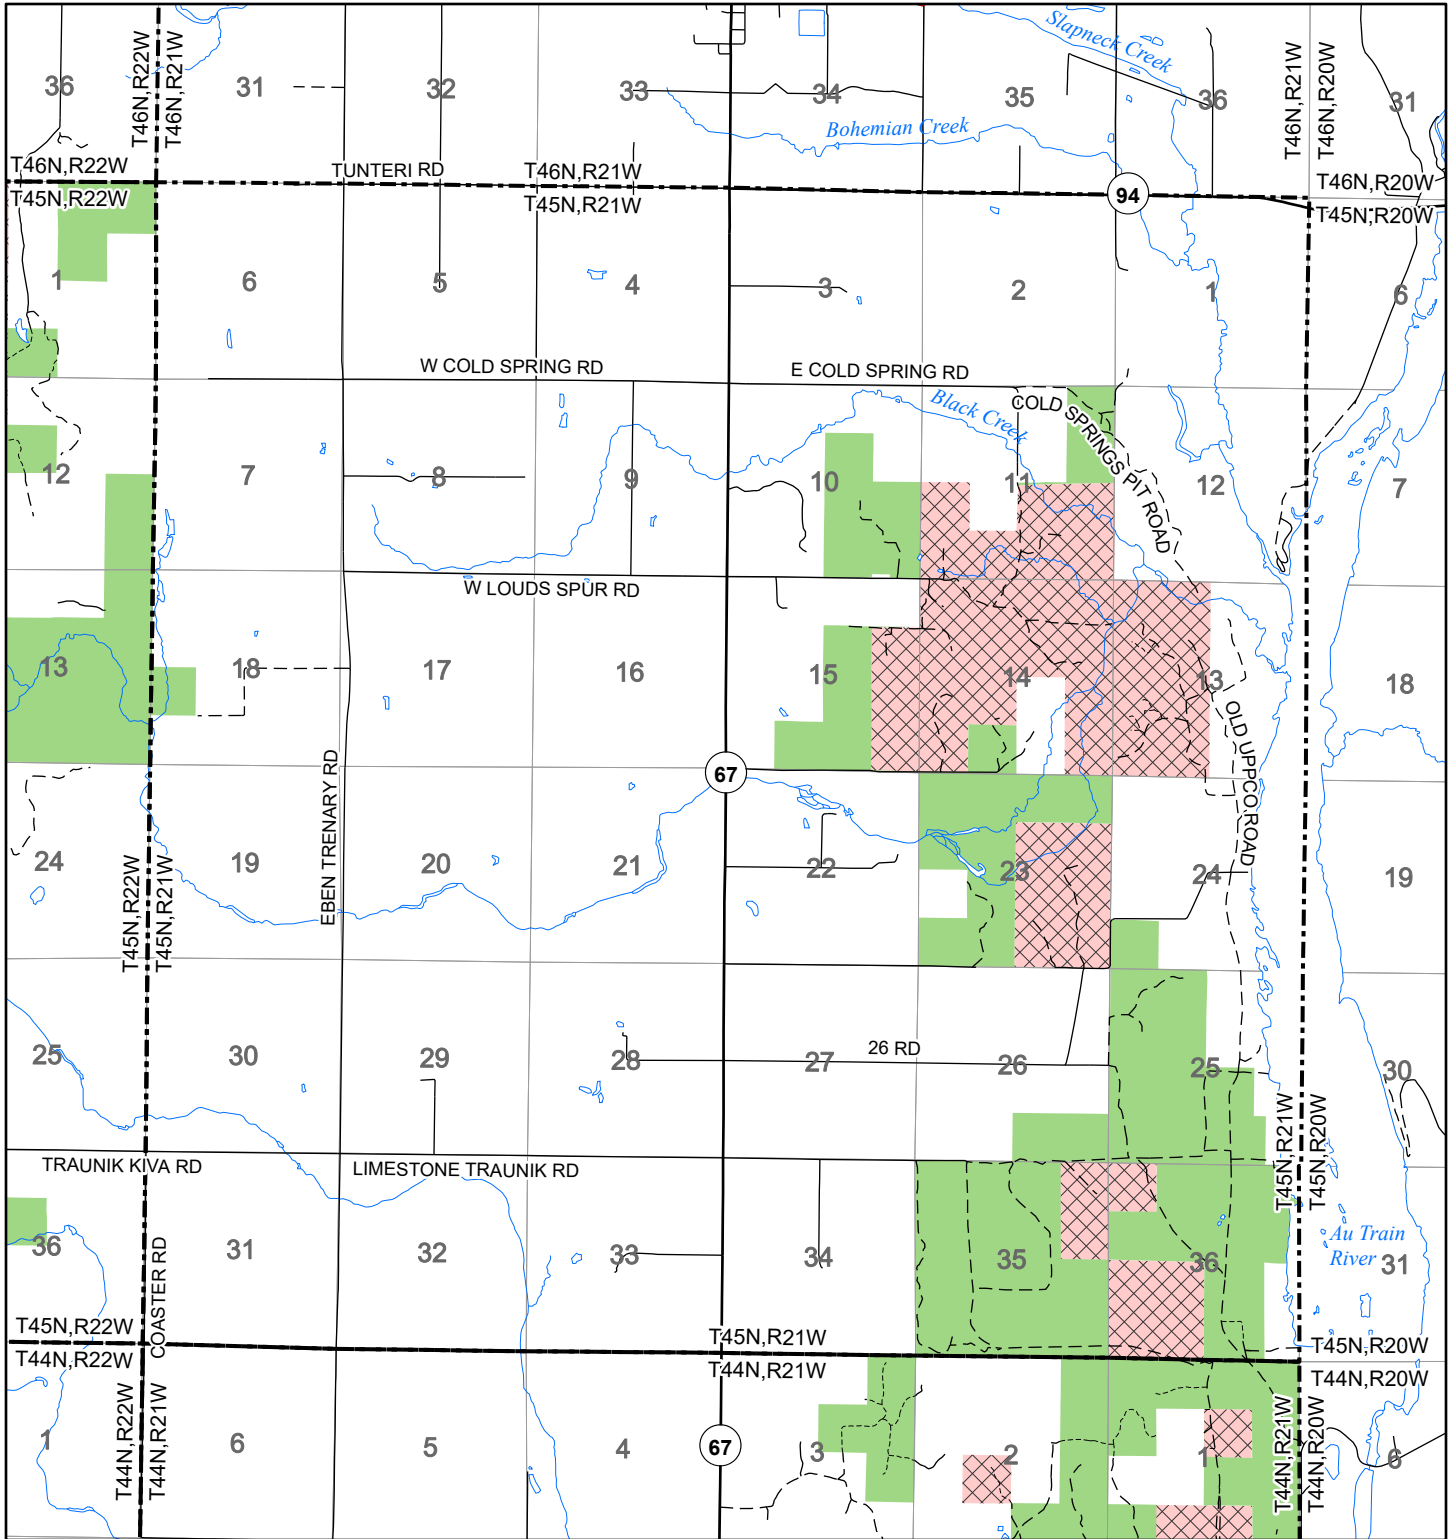 Slapneck Creek
T46N,R22W
T46N,R21W
T46N,R21W
T46N,R20W
36
31
32
33
34
35
36
31
Bohemian Creek
T46N,R22W
TUNTERI RD
T46N,R21W
T46N,R20W
T45N,R22W
T45N,R21W
94
T45N,R20W
1
6
5
4
3
2
1
6
W COLD SPRING RD
E COLD SPRING RD
Black Creek
COLD SPRINGS PIT ROAD
12
7
8
9
10
11
12
7
W LOUDS SPUR RD
13
18
17
16
15
14
13
18
OLD UPPCO ROAD
EBEN TRENARY RD
67
24
19
20
21
22
23
24
19
T45N,R22W
T45N,R21W
25
30
29
28
27
26 RD
26
25
30
T45N,R21W
T45N,R20W
TRAUNIK KIVA RD
LIMESTONE TRAUNIK RD
36
31
32
33
34
35
36
Au Train
River
31
COASTER RD
T45N,R22W
T45N,R21W
T45N,R20W
T44N,R22W
T44N,R21W
T44N,R20W
T44N,R22W
T44N,R21W
T44N,R21W
T44N,R20W
1
6
5
4
67
3
2
1
6